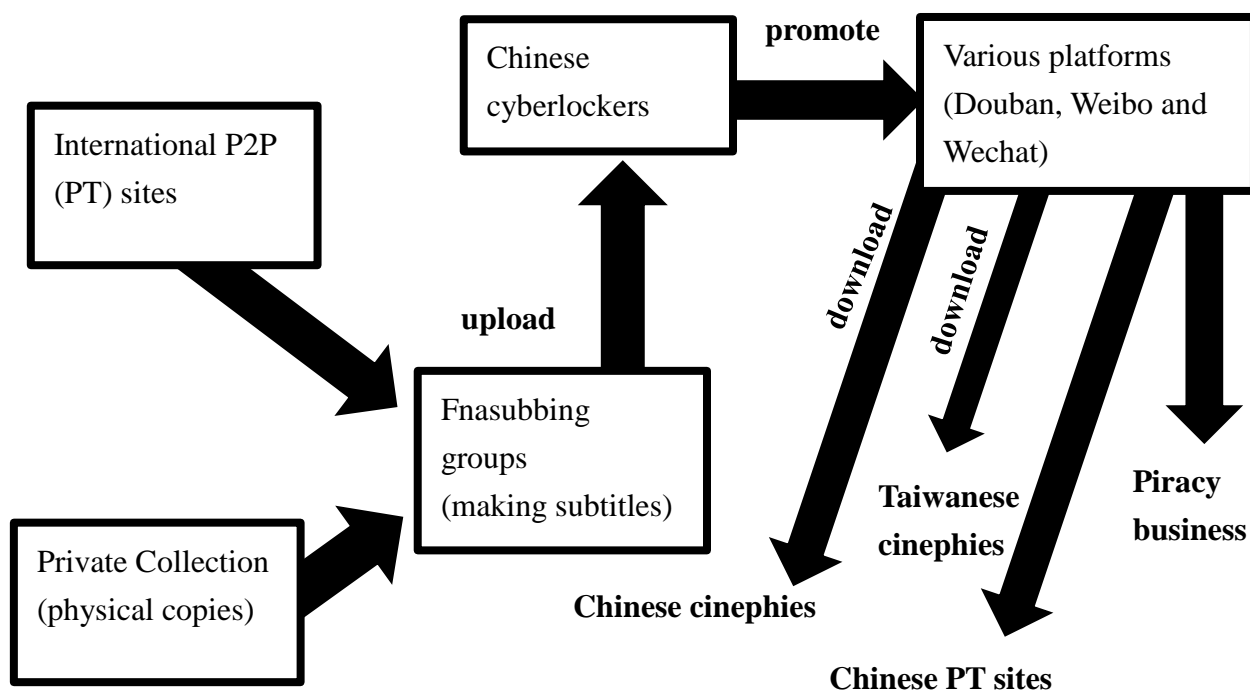 International P2P
(PT) sites
Private Collection
(physical copies)
Fnasubbing
groups
(making subtitles)
upload
Chinese
cyberlockers
promote
Various platforms
(Douban, Weibo and
Wechat)
download
download
Chinese cinephies
Taiwanese
cinephies
Chinese PT sites
Piracy
business